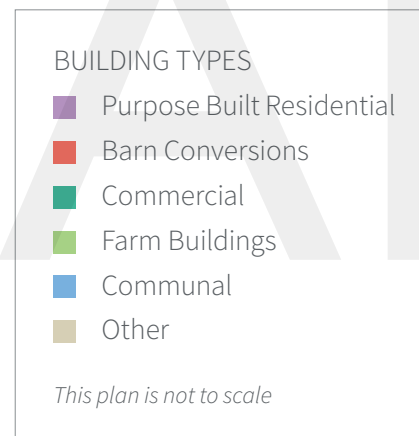 BUILDING TYPES
Purpose Built Residential
Barn Conversions
Commercial
Farm Buildings
Communal
Other
This plan is not to scale